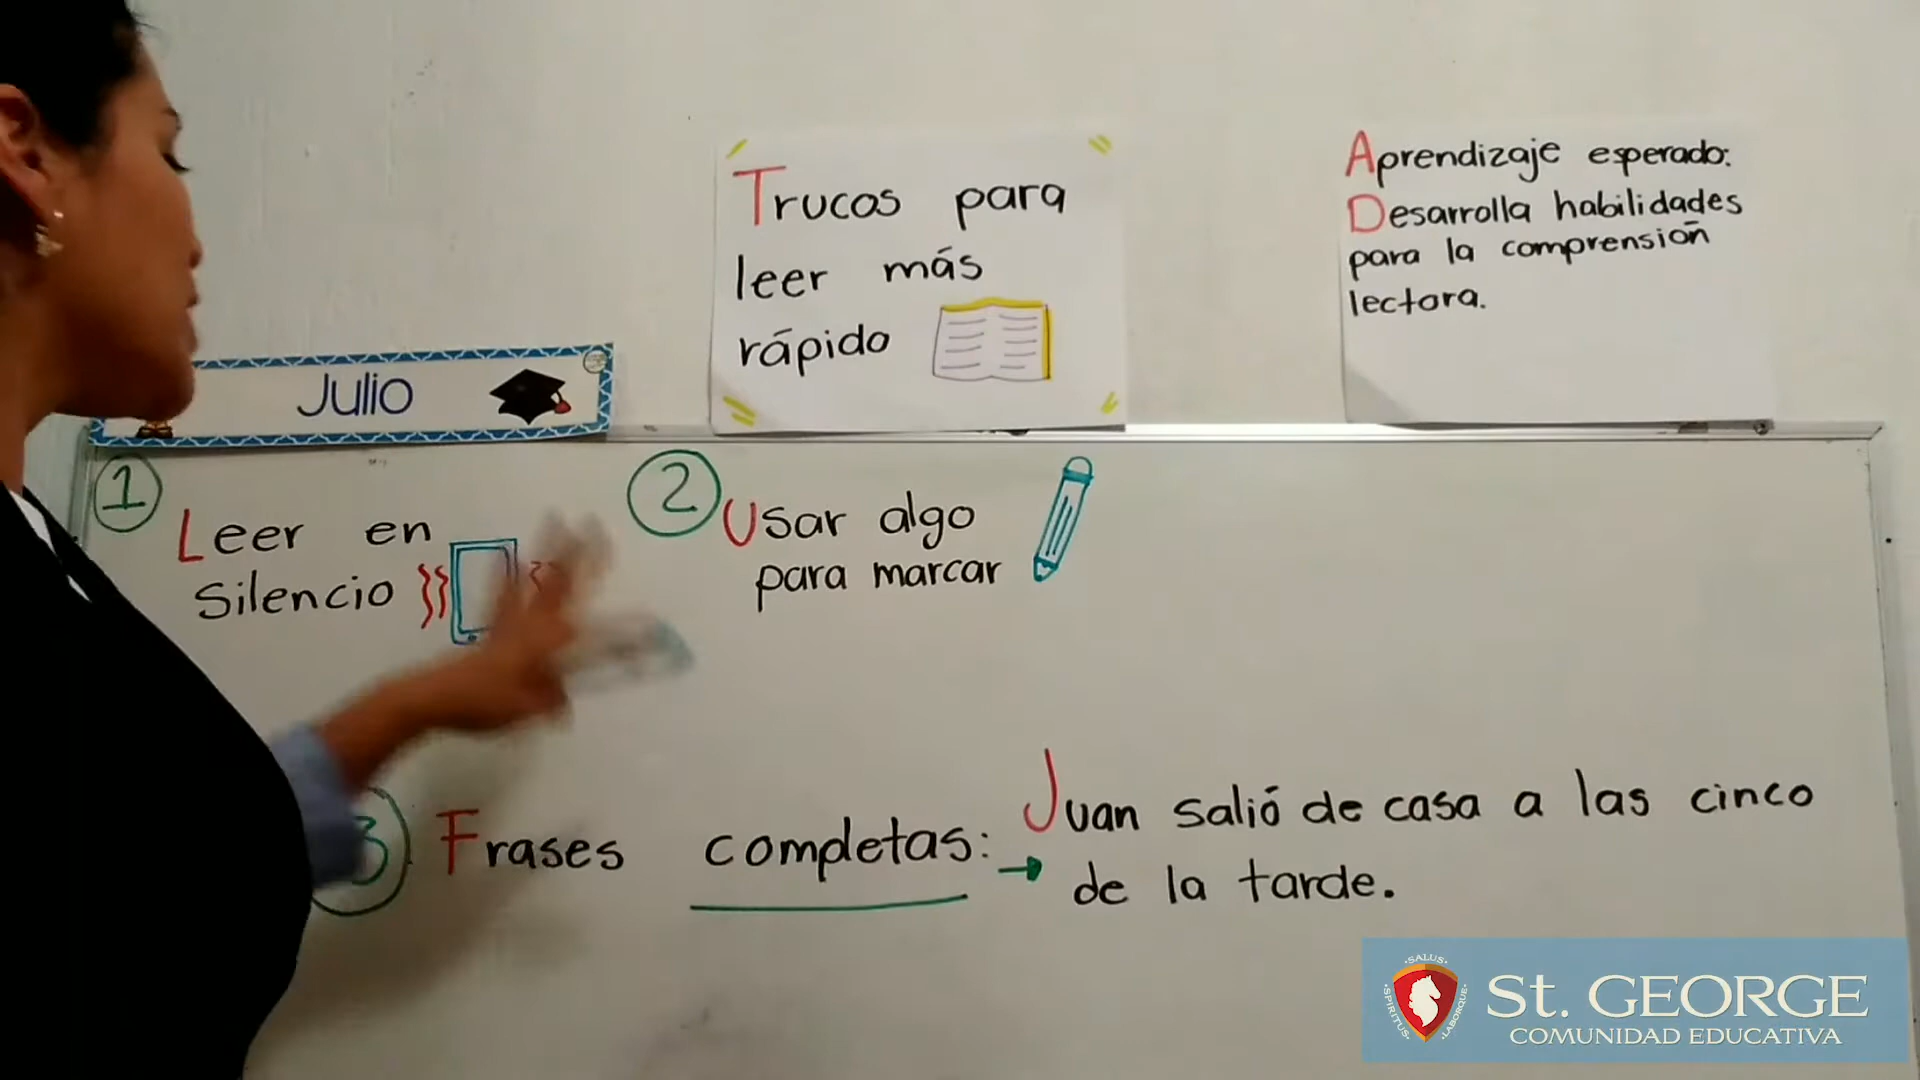 Trucos para
leer más
rápido
Aprendizaje esperado:
Desarrolla habilidades
para la comprensión
lectora.
Julio
1
Leer en
Silencio
2
Usar algo
para marcar
3
Frases completas:
Juan salió de casa a las cinco
de la tarde.
·SALUS·
SPIRITUS·
·LABORQUE·
St. GEORGE
COMUNIDAD EDUCATIVA